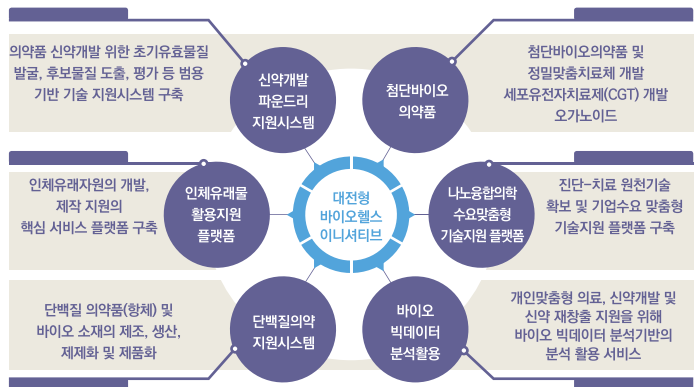 의약품 신약개발 위한 초기유효물질
발굴, 후보물질 도출, 평가 등 범용
기반 기술 지원시스템 구축
신약개발
파운드리
지원시스템
첨단바이오
의약품
첨단바이오의약품 및
정밀맞춤치료체 개발
세포유전자치료제(CGT) 개발
오가노이드
인체유래자원의 개발,
제작 지원의
핵심 서비스 플랫폼 구축
인체유래물
활용지원
플랫폼
대전형
바이오헬스
이니셔티브
나노융합의학
수요맞춤형
기술지원 플랫폼
진단-치료 원천기술
확보 및 기업수요 맞춤형
기술지원 플랫폼 구축
단백질 의약품(항체) 및
바이오 소재의 제조, 생산,
제제화 및 제품화
단백질의약
지원시스템
바이오
빅데이터
분석활용
개인맞춤형 의료, 신약개발 및
신약 재창출 지원을 위해
바이오 빅데이터 분석기반의
분석 활용 서비스